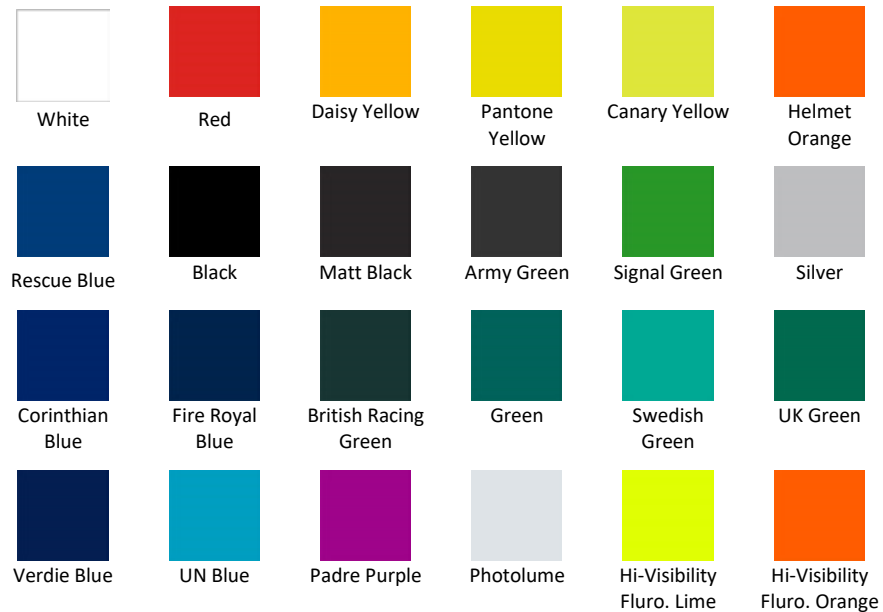 White
Red
Daisy Yellow
Pantone
Yellow
Canary Yellow
Helmet
Orange
Rescue Blue
Black
Matt Black
Army Green
Signal Green
Silver
Corinthian
Blue
Fire Royal
Blue
British Racing
Green
Green
Swedish
Green
UK Green
Verdie Blue
UN Blue
Padre Purple
Photolume
Hi-Visibility
Fluro. Lime
Hi-Visibility
Fluro. Orange